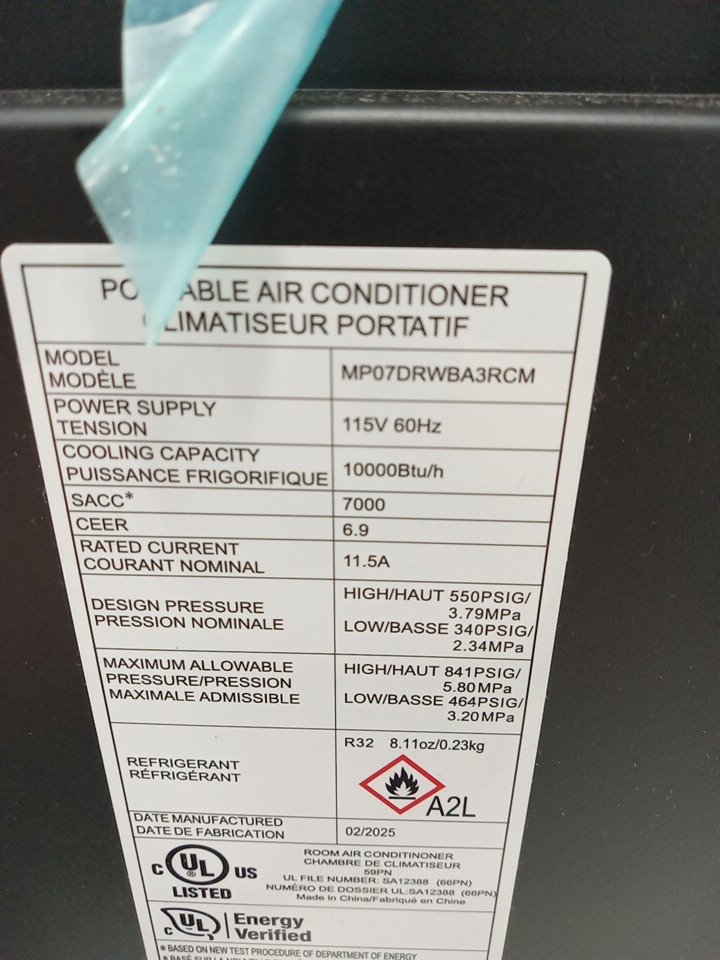 ABLE AIR CONDITIONER
CLIMATISEUR PORTATIF
MODEL
MODÈLE
MP07DRWBA3RCM
POWER SUPPLY
TENSION
115V 60Hz
COOLING CAPACITY
PUISSANCE FRIGORIFIQUE
10000Btu/h
SACC*
7000
CEER
6.9
RATED CURRENT
COURANT NOMINAL
11.5A
DESIGN PRESSURE
PRESSION NOMINALE
HIGH/HAUT 550PSIG/
3.79MPa
LOW/BASSE 340PSIG/
2.34MPa
MAXIMUM ALLOWABLE
PRESSURE/PRESSION
MAXIMALE ADMISSIBLE
HIGH/HAUT 841PSIG/
5.80MPa
LOW/BASSE 464PSIG/
3.20MPa
REFRIGERANT
RÉFRIGÉRANT
R32 8.11oz/0.23kg
A2L
DATE MANUFACTURED
DATE DE FABRICATION
02/2025
C UL ® US
LISTED
ROOM AIR CONDITINONER
CHAMBRE DE CLIMATISEUR
59PN
UL FILE NUMBER: SA12388 (66PN)
NUMÉRO DE DOSSIER UL:SA12388 (66PN)
Made In China/Fabriqué en Chine
C UL
Energy
Verified
*BASED ON NEW TEST PROCEDURE OF DEPARTMENT OF ENERGY
*BASÉ SUR LA